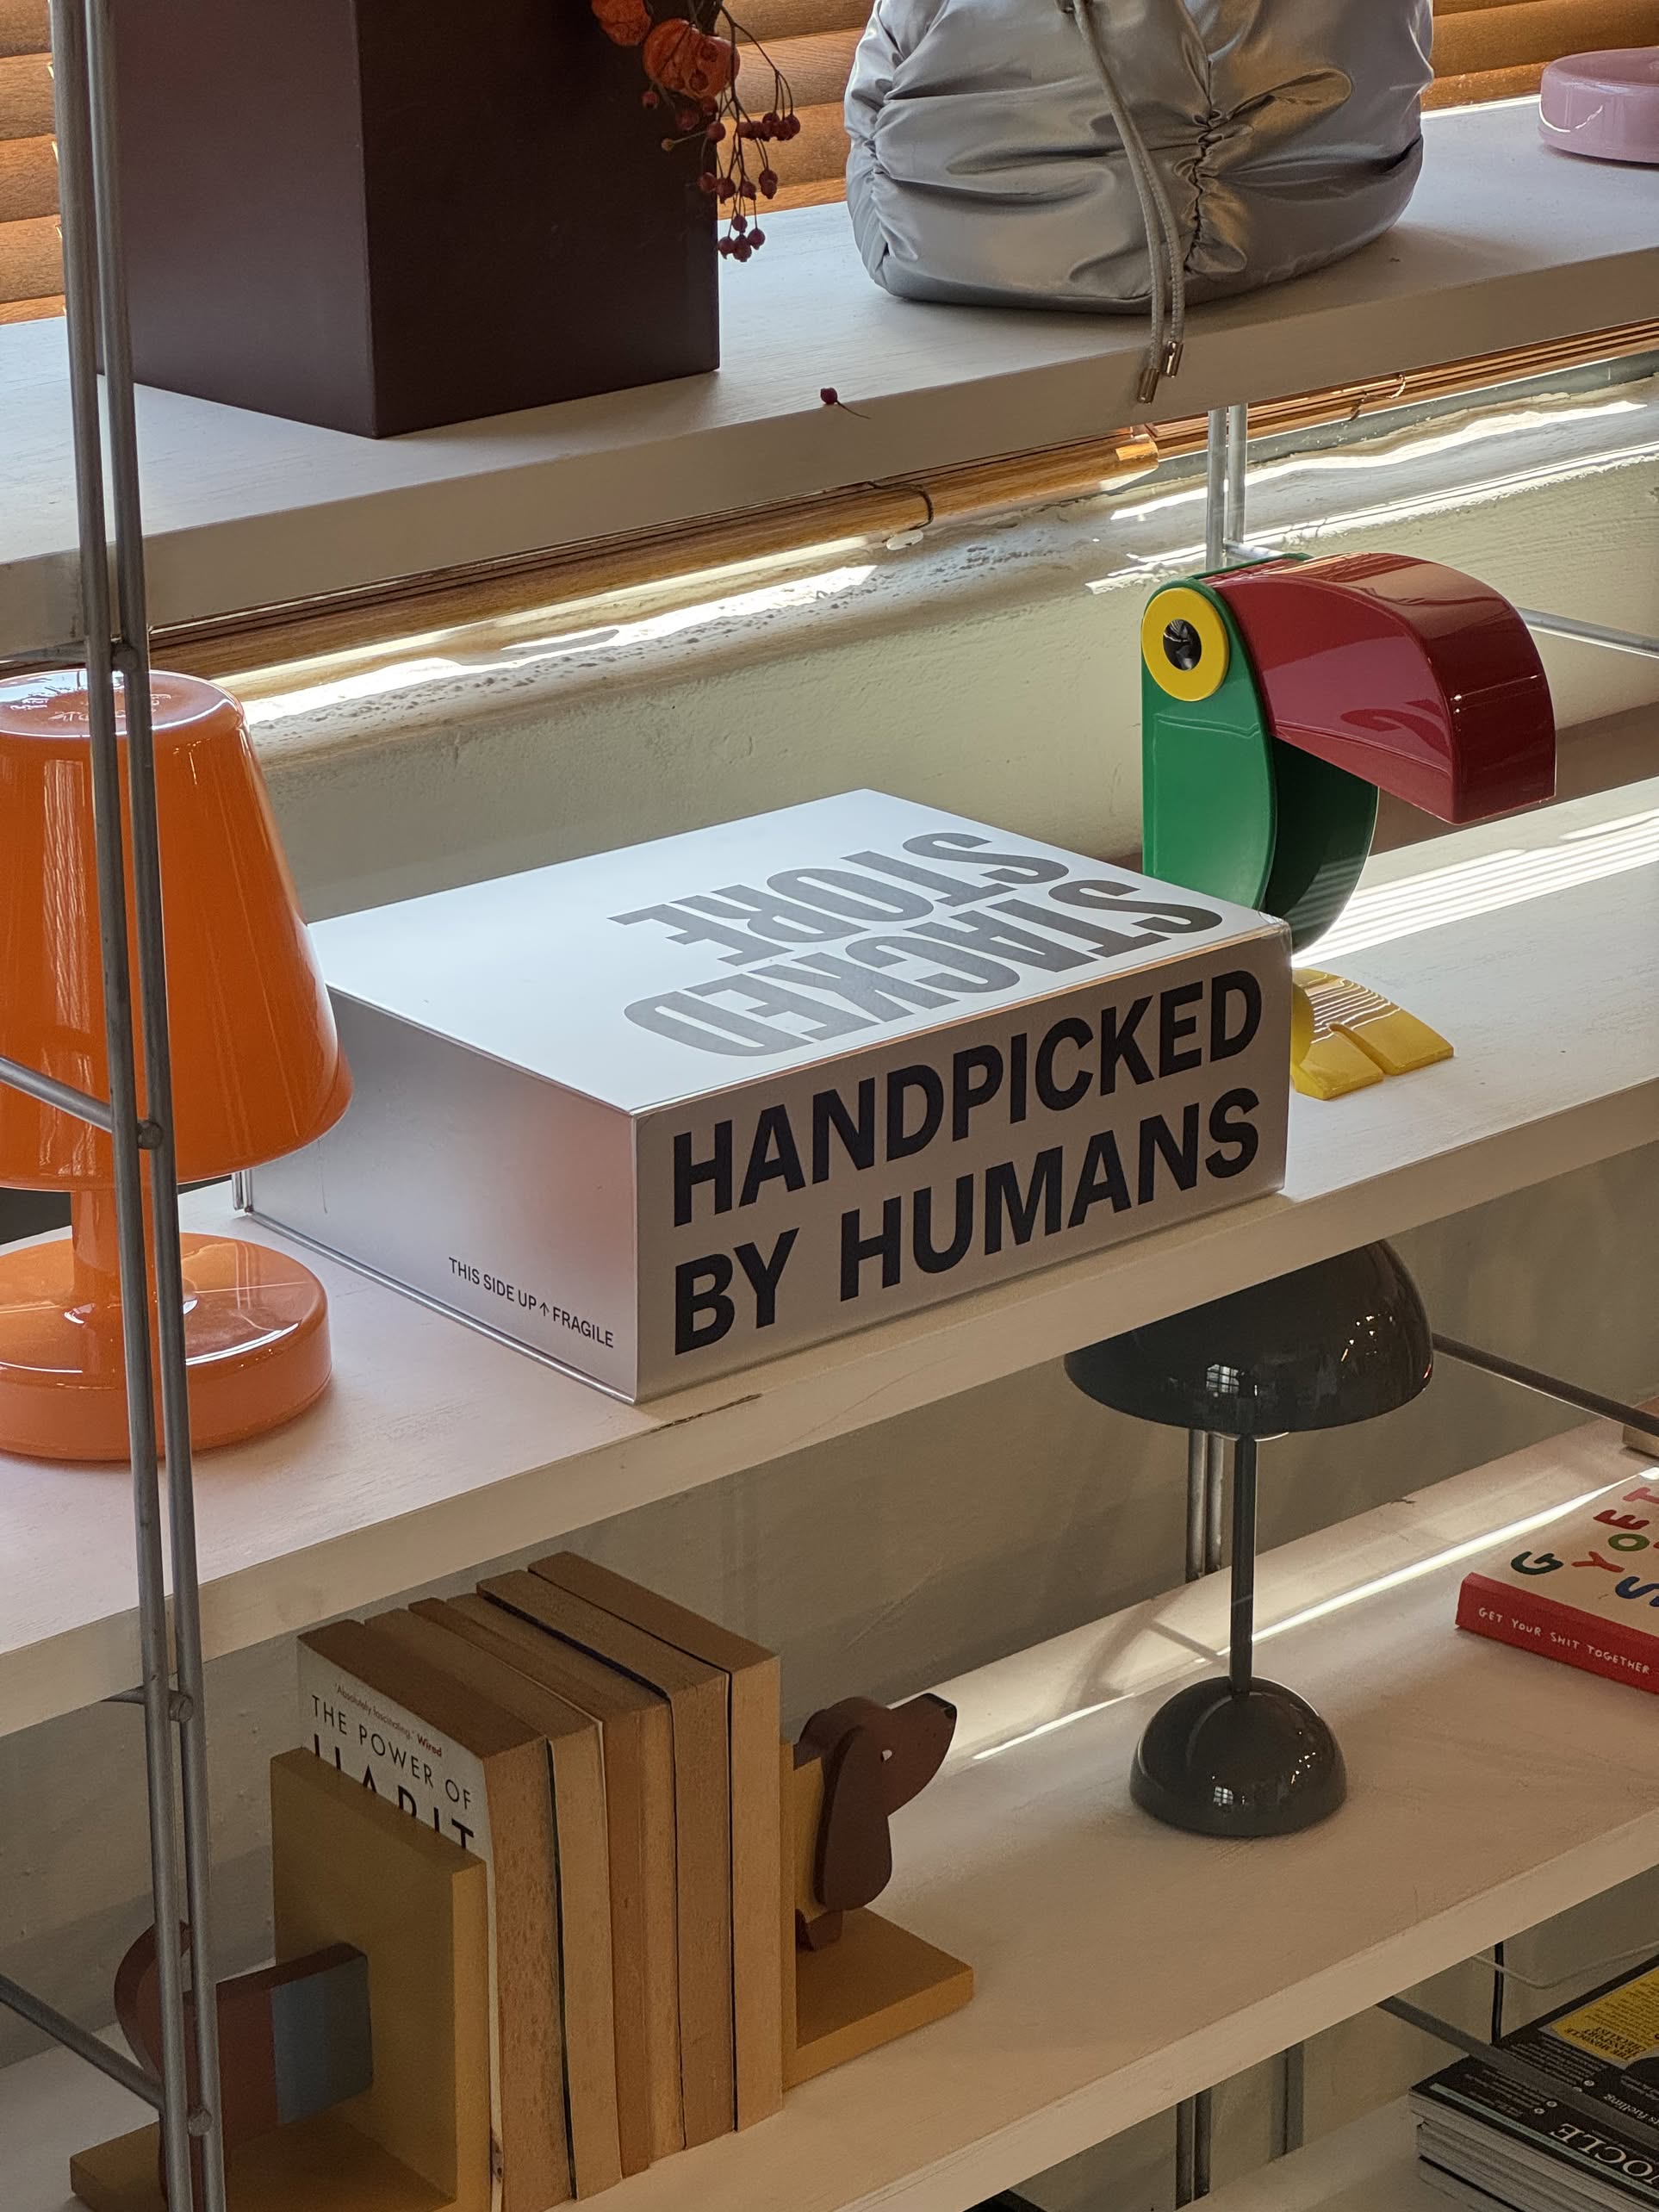 STACKED
STORE
HANDPICKED
BY HUMANS
THIS SIDE UP ↑ FRAGILE
GET YOUR SHIT TOGETHER
'Absolutely fascinating.' Wired
THE POWER OF
HABIT